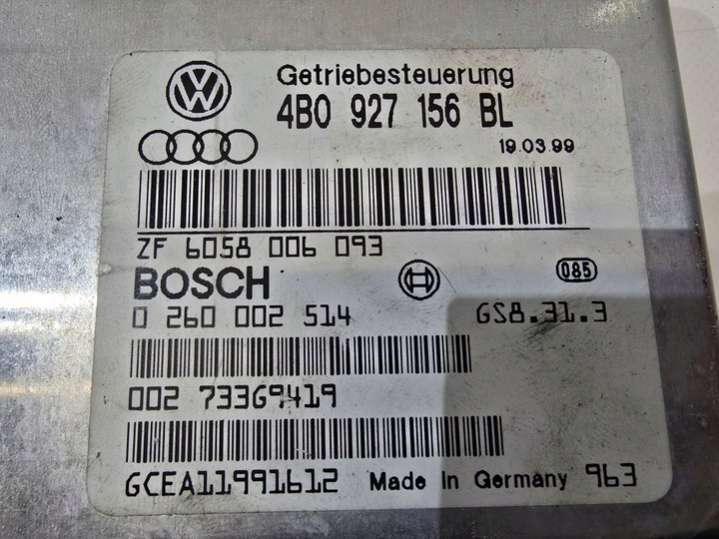 Getriebesteuerung
4B0 927 156 BL
19.03.99
ZF 6058 006 093
BOSCH
085
0 260 002 514 GS8.31.3
002 73369419
GCEA11991612 Made In Germany 963